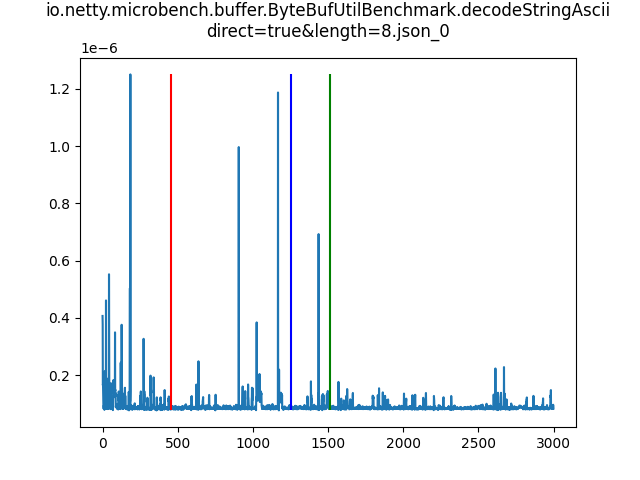 io.netty.microbench.buffer.ByteBufUtilBenchmark.decodeStringAscii
direct=true&length=8.json_0
1e−6
1.2
1.0
0.8
0.6
0.4
0.2
0 500 1000 1500 2000 2500 3000